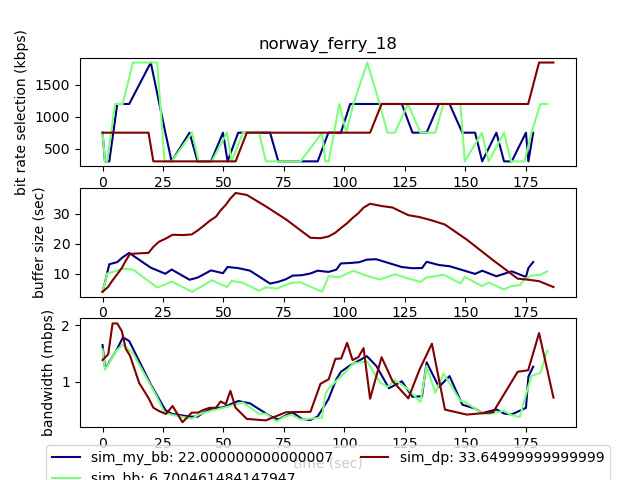 norway_ferry_18
bit rate selection (kbps)
1500
1000
500
0 25 50 75 100 125 150 175
buffer size (sec)
30
20
10
0 25 50 75 100 125 150 175
bandwidth (mbps)
2
1
0 25 50 75 100 125 150 175
time (sec)
sim_my_bb: 22.000000000000007
sim_dp: 33.64999999999999
sim_bb: 6.700461484147947